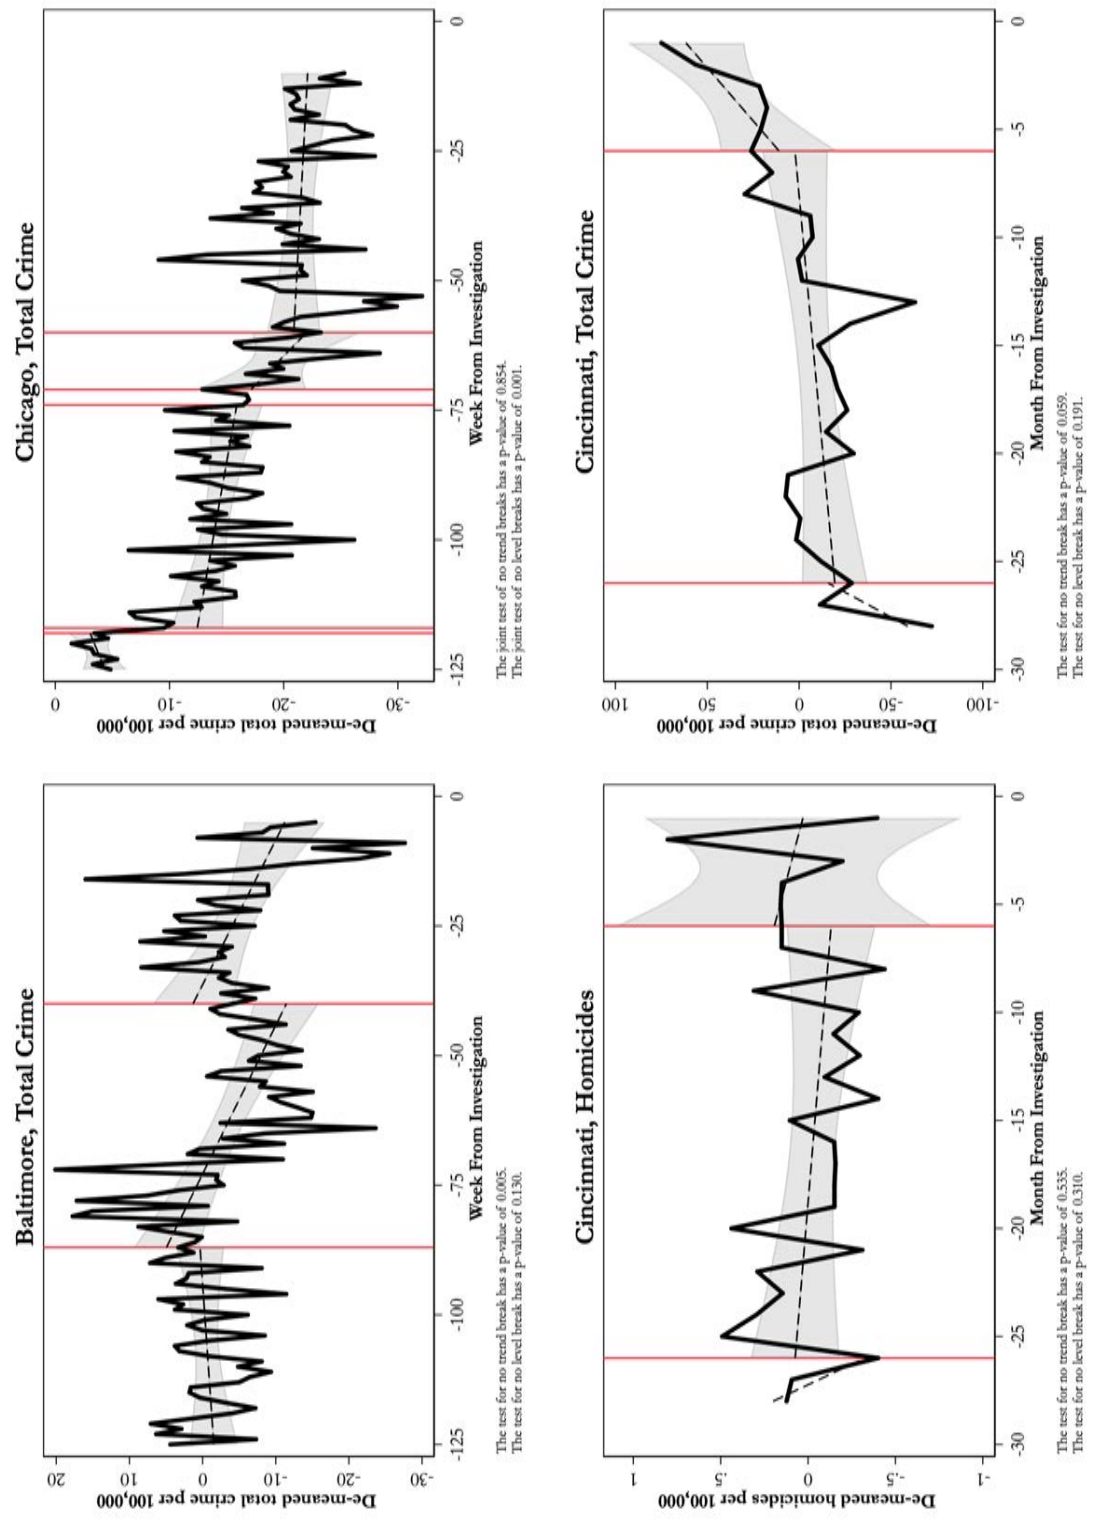 Baltimore, Total Crime
De-meaned total crime per 100,000
20
10
0
-10
-20
-30
-125
-100
-75
-50
-25
0
Week From Investigation
The test for no trend break has a p-value of 0.005.
The test for no level break has a p-value of 0.130.
Chicago, Total Crime
De-meaned total crime per 100,000
0
-10
-20
-30
-125
-100
-75
-50
-25
0
Week From Investigation
The joint test of no trend breaks has a p-value of 0.854.
The joint test of no level breaks has a p-value of 0.001.
Cincinnati, Homicides
De-meaned homicides per 100,000
1
.5
0
-.5
-1
-30
-25
-20
-15
-10
-5
0
Month From Investigation
The test for no trend break has a p-value of 0.535.
The test for no level break has a p-value of 0.310.
Cincinnati, Total Crime
De-meaned total crime per 100,000
100
50
0
-50
-100
-30
-25
-20
-15
-10
-5
0
Month From Investigation
The test for no trend break has a p-value of 0.059.
The test for no level break has a p-value of 0.191.